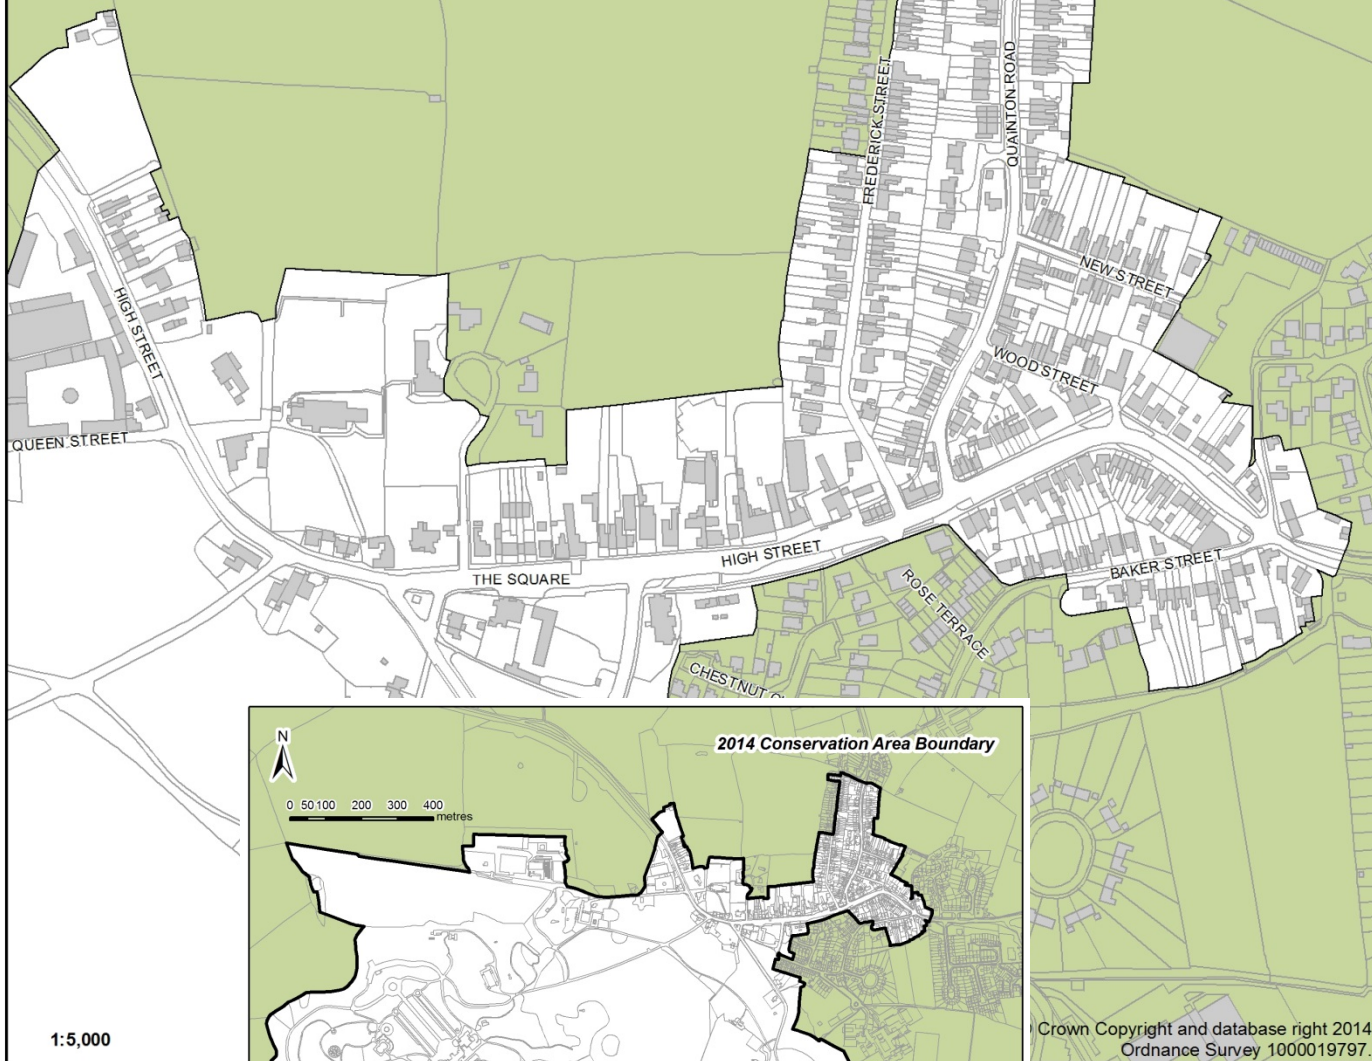 FREDERICK STREET
QUAINTON ROAD
NEW STREET
HIGH STREET
WOOD STREET
QUEEN STREET
HIGH STREET
BAKER STREET
THE SQUARE
ROSE TERRACE
CHESTNUT
2014 Conservation Area Boundary
N
0 50 100 200 300 400
metres
1:5,000
Crown Copyright and database right 2014
Ordnance Survey 1000019797